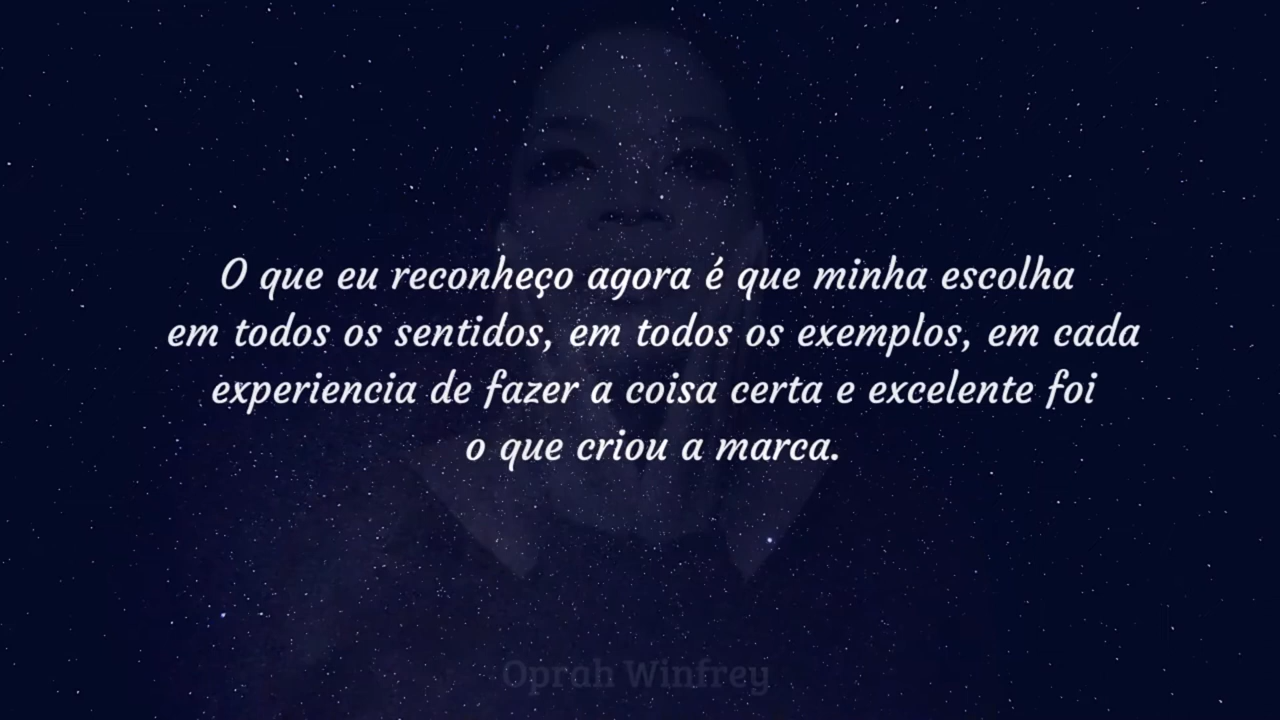 O que eu reconheço agora é que minha escolha
em todos os sentidos, em todos os exemplos, em cada
experiencia de fazer a coisa certa e excelente foi
o que criou a marca.
Oprah Winfrey